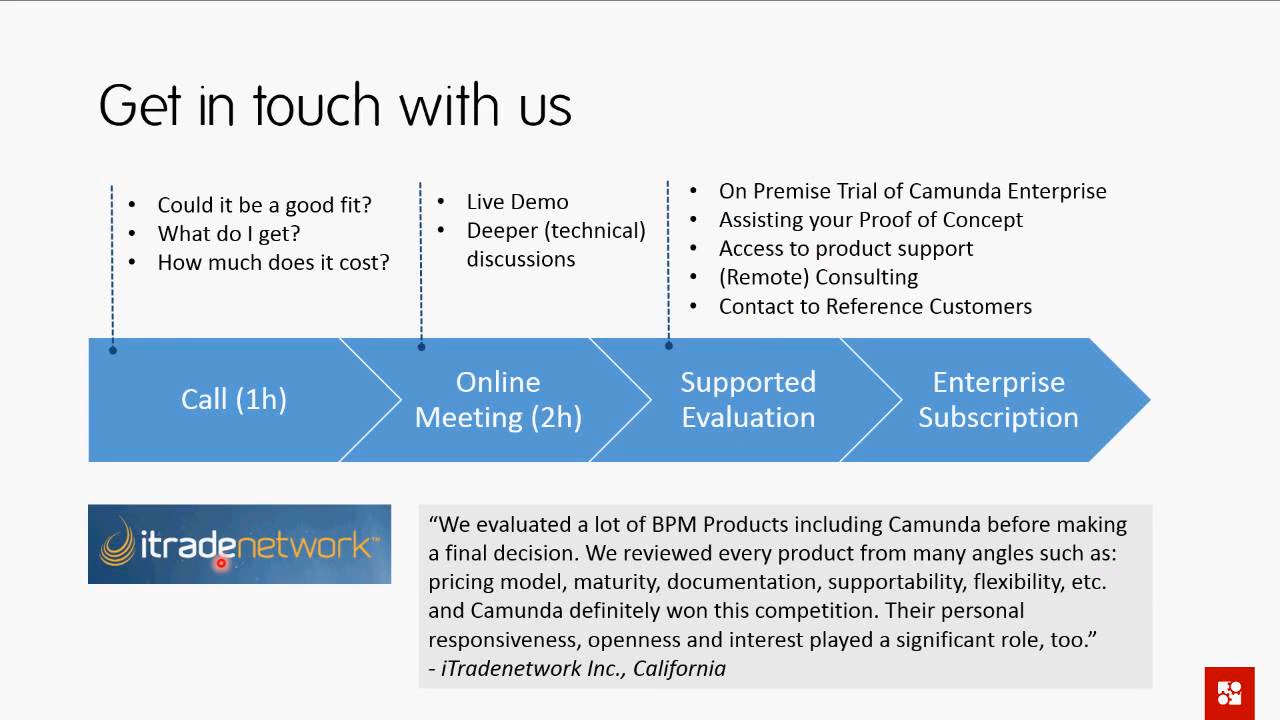 Get in touch with us
• Could it be a good fit?
• What do I get?
• How much does it cost?
• Live Demo
• Deeper (technical)
discussions
• On Premise Trial of Camunda Enterprise
• Assisting your Proof of Concept
• Access to product support
• (Remote) Consulting
• Contact to Reference Customers
Call (1h)
Online
Meeting (2h)
Supported
Evaluation
Enterprise
Subscription
itradenetwork™
“We evaluated a lot of BPM Products including Camunda before making
a final decision. We reviewed every product from many angles such as:
pricing model, maturity, documentation, supportability, flexibility, etc.
and Camunda definitely won this competition. Their personal
responsiveness, openness and interest played a significant role, too.”
- iTradenetwork Inc., California